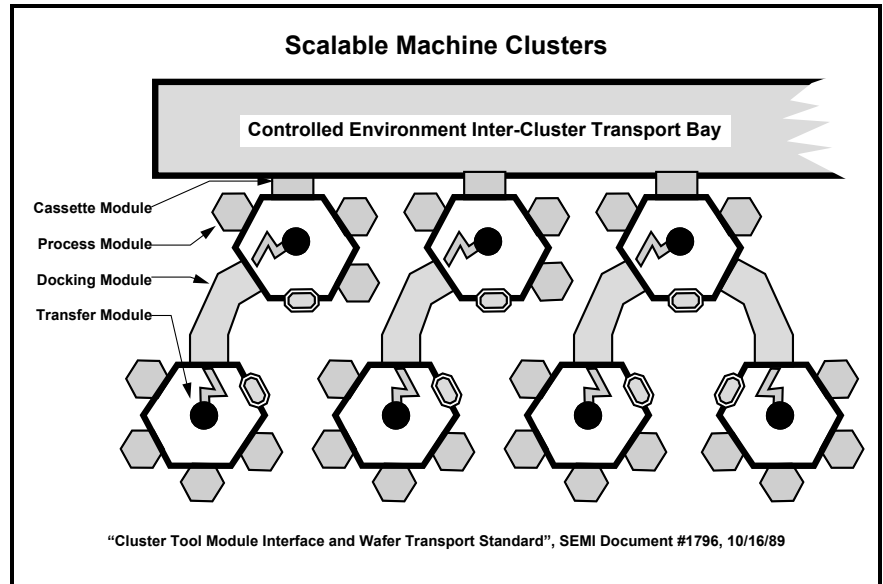 Scalable Machine Clusters
Controlled Environment Inter-Cluster Transport Bay
Cassette Module
Process Module
Docking Module
Transfer Module
“Cluster Tool Module Interface and Wafer Transport Standard”, SEMI Document #1796, 10/16/89